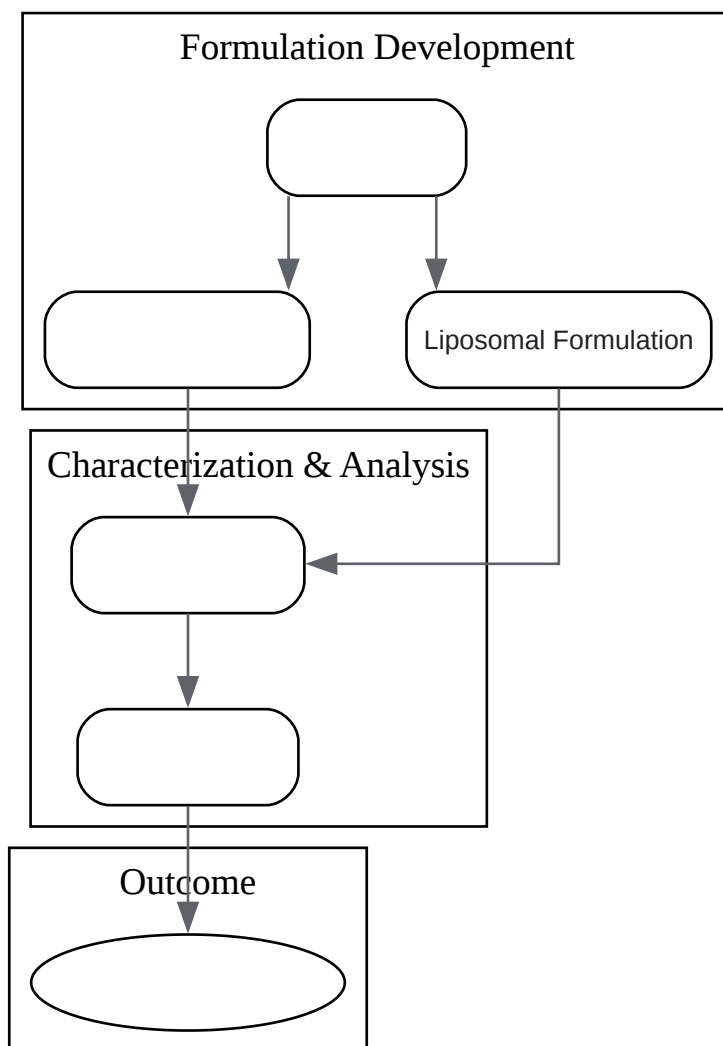 Formulation Development
Liposomal Formulation
Characterization & Analysis
Outcome